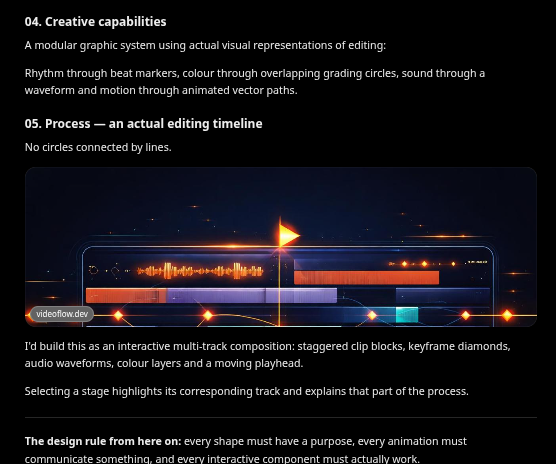 04. Creative capabilities
A modular graphic system using actual visual representations of editing:
Rhythm through beat markers, colour through overlapping grading circles, sound through a
waveform and motion through animated vector paths.
05. Process — an actual editing timeline
No circles connected by lines.
videoflow.dev
I'd build this as an interactive multi-track composition: staggered clip blocks, keyframe diamonds,
audio waveforms, colour layers and a moving playhead.
Selecting a stage highlights its corresponding track and explains that part of the process.
The design rule from here on: every shape must have a purpose, every animation must
communicate something, and every interactive component must actually work.